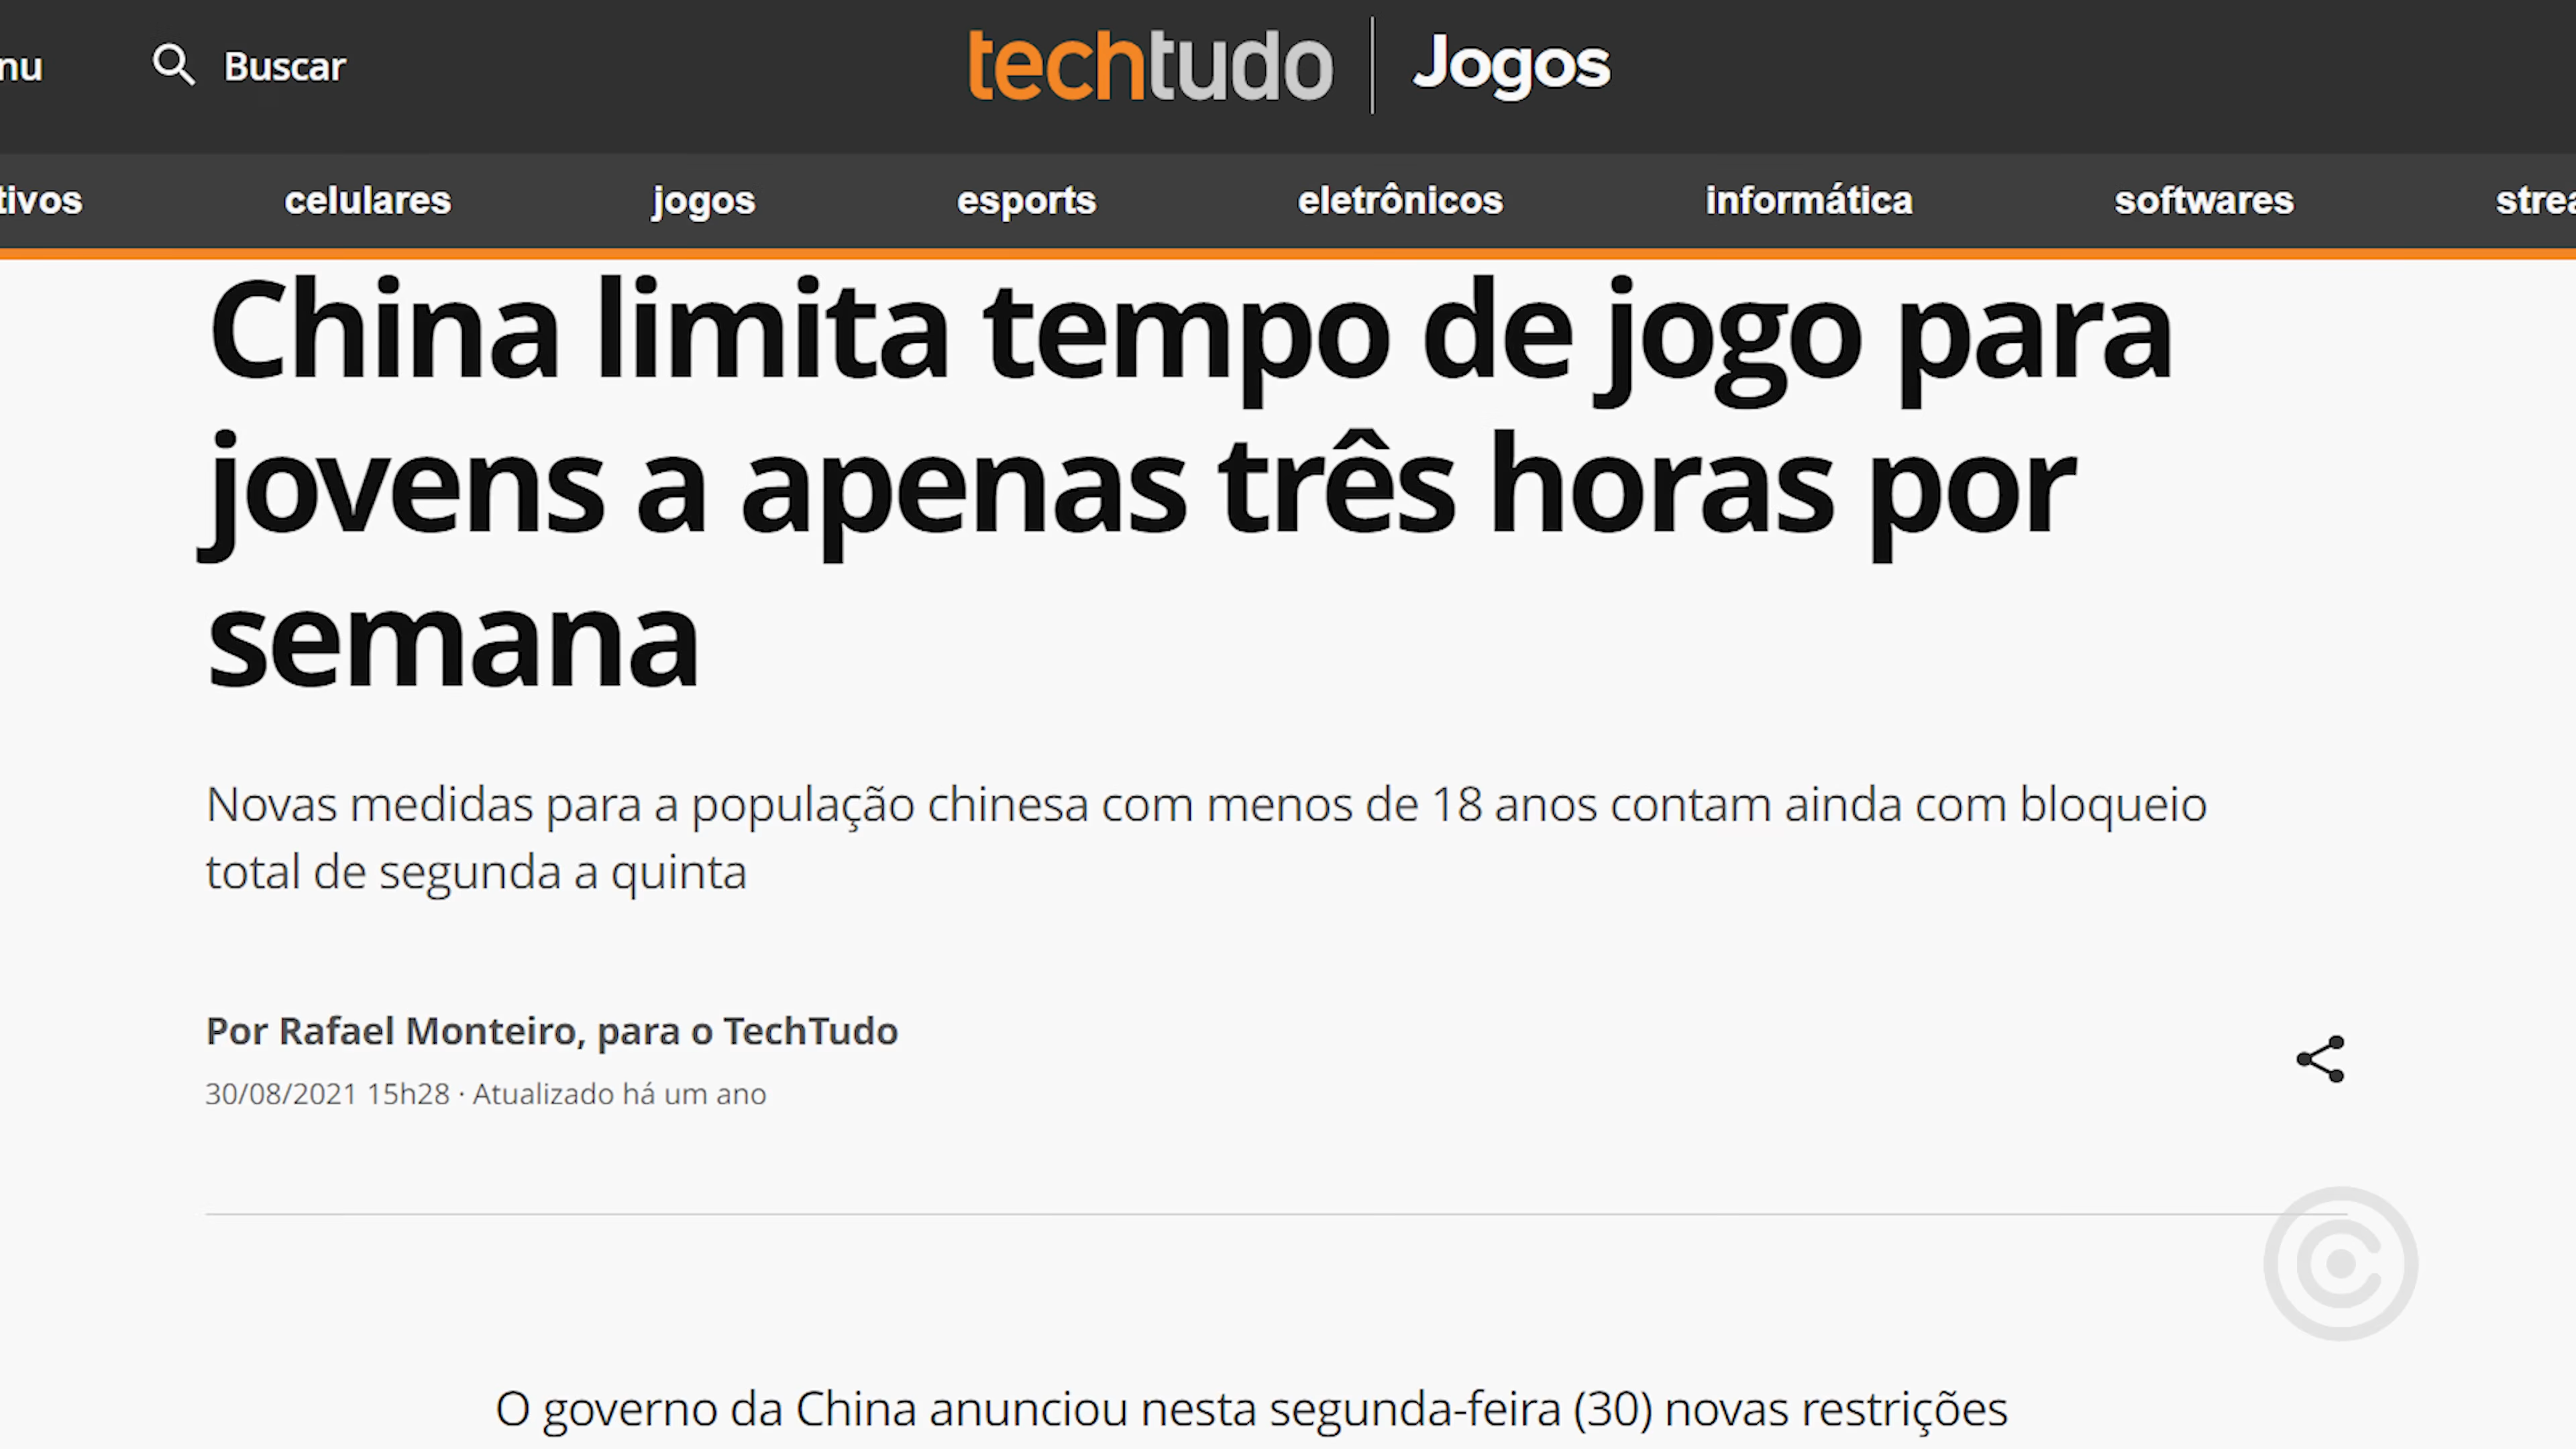 nu Buscar techtudo Jogos
tivos celulares jogos esports eletrônicos informática softwares strea
China limita tempo de jogo para
jovens a apenas três horas por
semana
Novas medidas para a população chinesa com menos de 18 anos contam ainda com bloqueio
total de segunda a quinta
Por Rafael Monteiro, para o TechTudo
30/08/2021 15h28 · Atualizado há um ano
O governo da China anunciou nesta segunda-feira (30) novas restrições